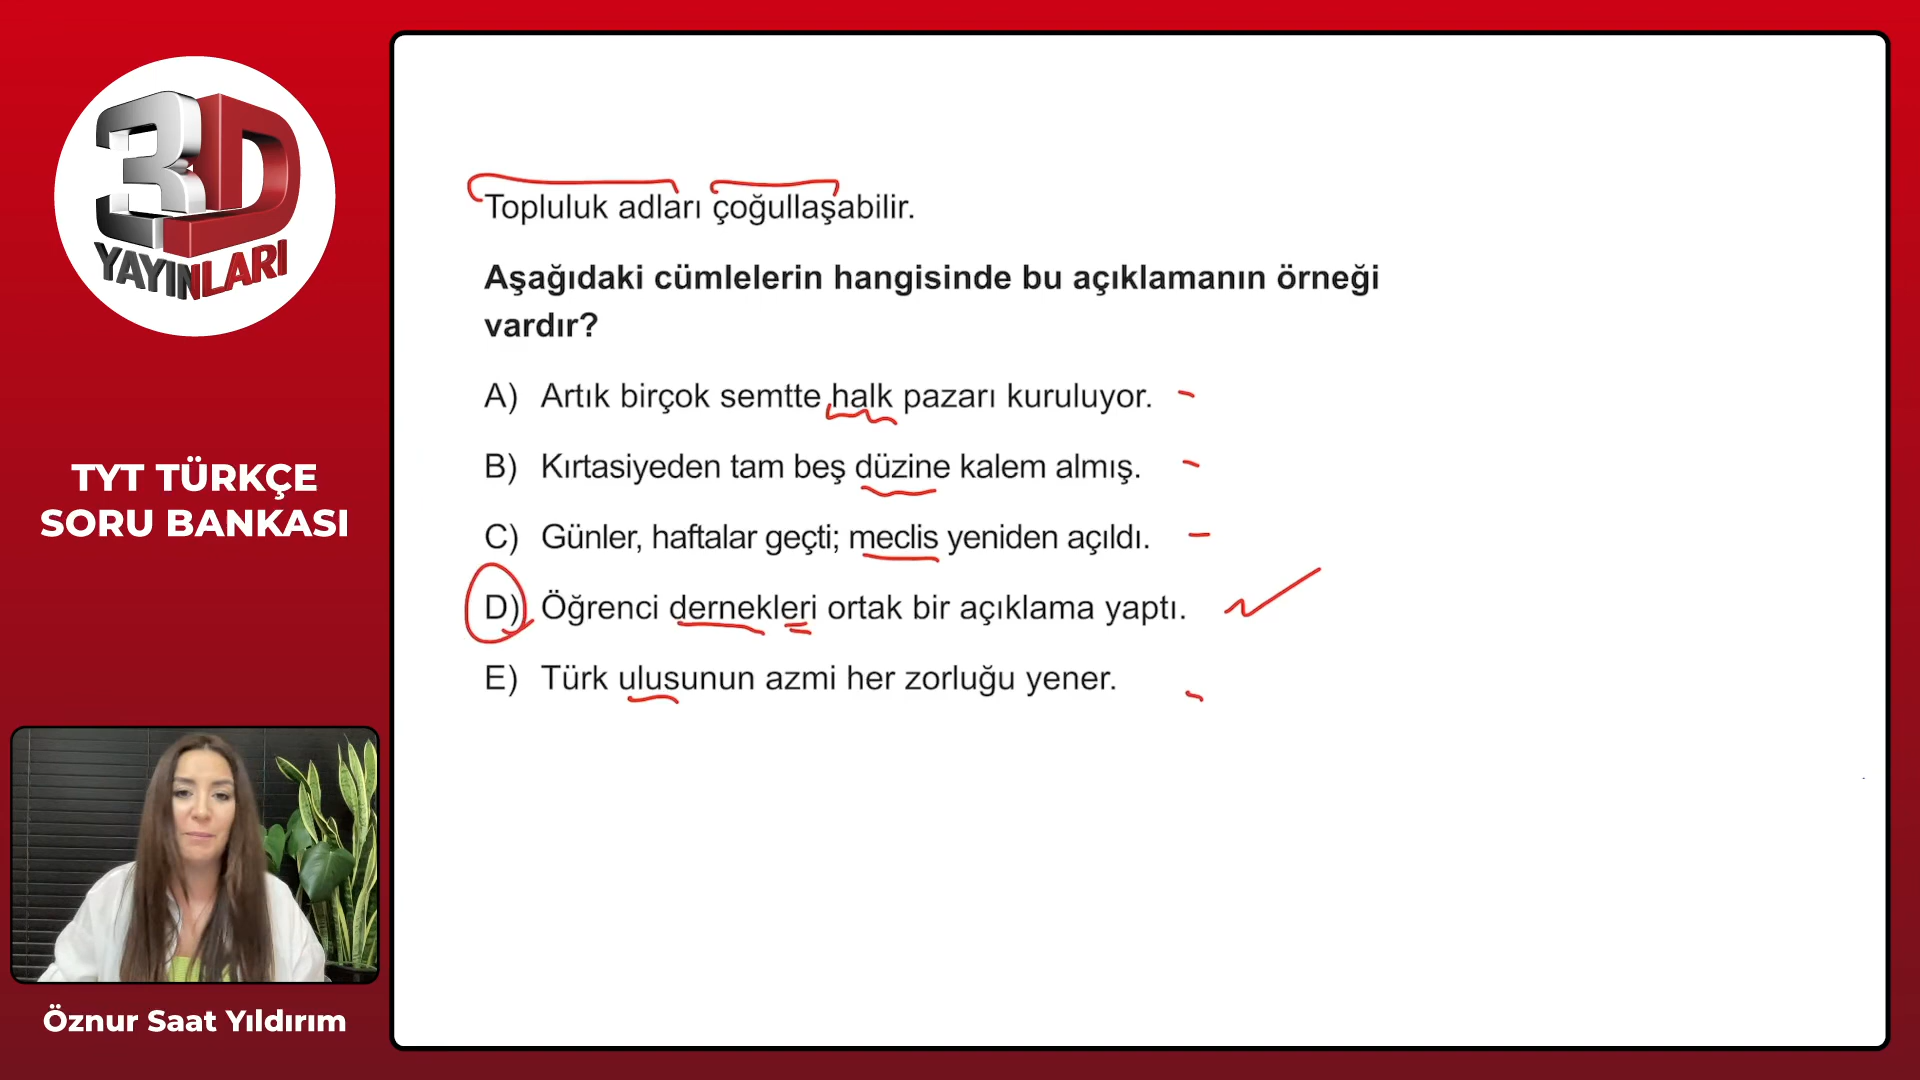 3D
YAYINLARI
TYT TÜRKÇE
SORU BANKASI
Öznur Saat Yıldırım
Topluluk adları çoğullaşabilir.
Aşağıdaki cümlelerin hangisinde bu açıklamanın örneği
vardır?
A) Artık birçok semtte halk pazarı kuruluyor.
B) Kırtasiyeden tam beş düzine kalem almış.
C) Günler, haftalar geçti; meclis yeniden açıldı.
D) Öğrenci dernekleri ortak bir açıklama yaptı.
E) Türk ulusunun azmi her zorluğu yener.